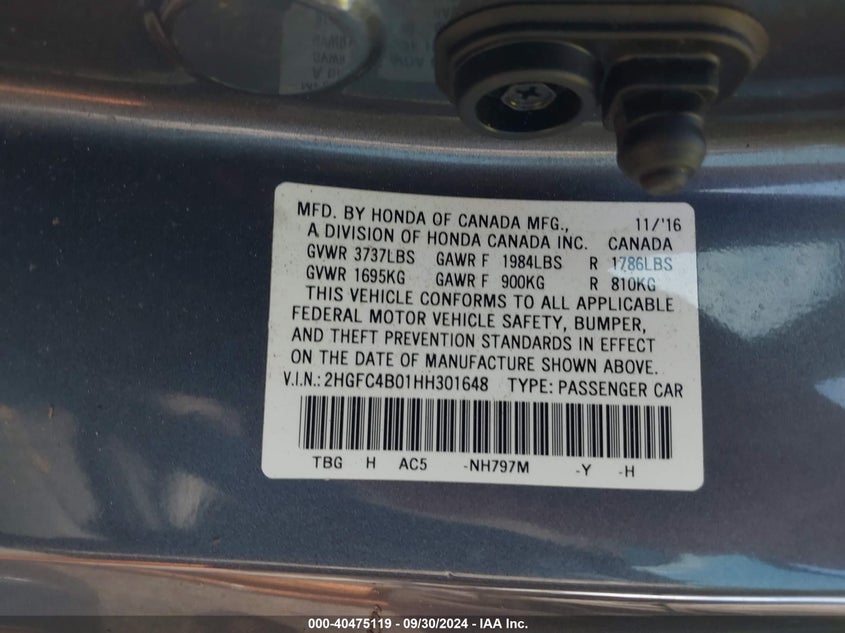 MFD. BY HONDA OF CANADA MFG., 11/'16
A DIVISION OF HONDA CANADA INC. CANADA
GVWR 3737LBS GAWR F 1984LBS R 1786LBS
GVWR 1695KG GAWR F 900KG R 810KG
THIS VEHICLE CONFORMS TO ALL APPLICABLE
FEDERAL MOTOR VEHICLE SAFETY, BUMPER,
AND THEFT PREVENTION STANDARDS IN EFFECT
ON THE DATE OF MANUFACTURE SHOWN ABOVE.
V.I.N.: 2HGFC4B01HH301648 TYPE: PASSENGER CAR
TBG H AC5 -NH797M -Y -H
000-40475119 - 09/30/2024 - IAA Inc.